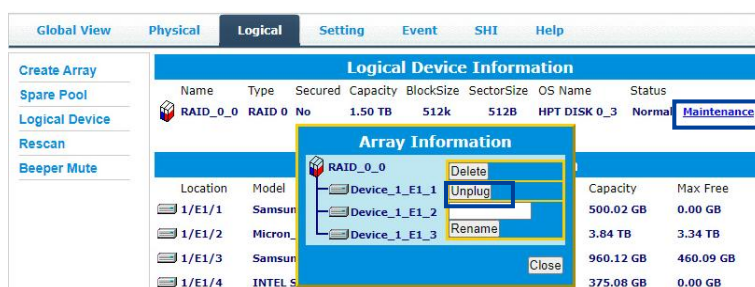 Global View Physical Logical Setting Event SHI Help
Create Array
Spare Pool
Logical Device
Rescan
Beeper Mute
Logical Device Information
Name Type Secured Capacity BlockSize SectorSize OS Name Status
RAID_0_0 RAID 0 No 1.50 TB 512k 512B HPT DISK 0_3 Normal Maintenance
Array Information
RAID_0_0 Delete
Device_1_E1_1 Unplug
Device_1_E1_2
Device_1_E1_3 Rename
Close
Location Model Capacity Max Free
1/E1/1 Samsun 500.02 GB 0.00 GB
1/E1/2 Micron_ 3.84 TB 3.34 TB
1/E1/3 Samsun 960.12 GB 460.09 GB
1/E1/4 INTEL S 375.08 GB 0.00 GB